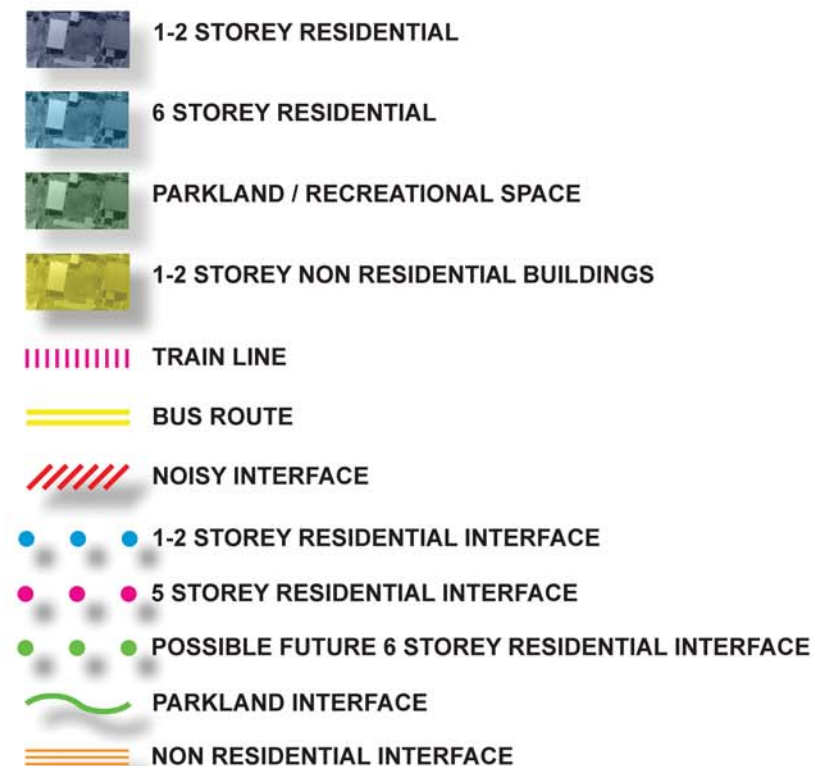 1-2 STOREY RESIDENTIAL
6 STOREY RESIDENTIAL
PARKLAND / RECREATIONAL SPACE
1-2 STOREY NON RESIDENTIAL BUILDINGS
TRAIN LINE
BUS ROUTE
NOISY INTERFACE
1-2 STOREY RESIDENTIAL INTERFACE
5 STOREY RESIDENTIAL INTERFACE
POSSIBLE FUTURE 6 STOREY RESIDENTIAL INTERFACE
PARKLAND INTERFACE
NON RESIDENTIAL INTERFACE